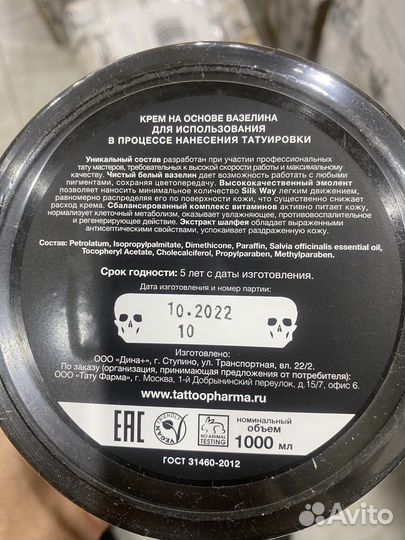 КРЕМ НА ОСНОВЕ ВАЗЕЛИНА
ДЛЯ ИСПОЛЬЗОВАНИЯ
В ПРОЦЕССЕ НАНЕСЕНИЯ ТАТУИРОВКИ
Уникальный состав разработан при участии профессиональных
тату мастеров, требовательных к высокой скорости работы и максимальному
качеству. Чистый белый вазелин дает возможность работать с любыми
пигментами, сохраняя цветопередачу. Высококачественный эмолент
позволяет наносить минимальное количество Silk Way легким движением,
равномерно распределяя его по поверхности кожи, что существенно снижает
расход крема. Сбалансированный комплекс витаминов активно питает кожу,
нормализует клеточный метаболизм, оказывает увлажняющее, противовоспалительное
и регенерирующее действие. Экстракт шалфея обладает выраженными
антисептическими свойствами, успокаивая раздраженную кожу.
Состав: Petrolatum, Isopropylpalmitate, Dimethicone, Paraffin, Salvia officinalis essential oil,
Tocopheryl Acetate, Cholecalciferol, Propylparaben, Methylparaben.
Срок годности: 5 лет с даты изготовления.
Дата изготовления и номер партии:
10.2022
10
Изготовитель:
ООО «Дина+», г. Ступино, ул. Транспортная, вл. 22/2.
По заказу (организация, принимающая претензии от потребителя):
ООО «Тату Фарма», г. Москва, 1-й Добрынинский переулок, д.15/7, офис 6.
www.tattoopharma.ru
EAC
VEGAN
FRIENDLY
NO ANIMAL
TESTING
номинальный
объем
1000 мл
ГОСТ 31460-2012
Avito